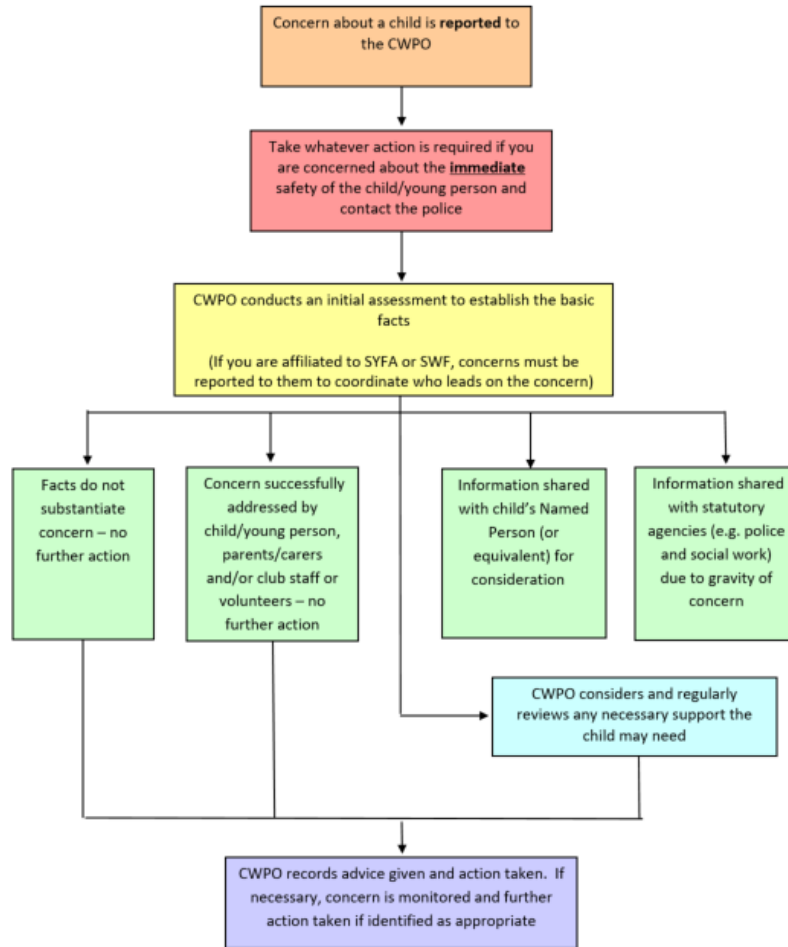 Concern about a child is reported to
the CWPO
Take whatever action is required if you
are concerned about the immediate
safety of the child/young person and
contact the police
CWPO conducts an initial assessment to establish the basic
facts
(If you are affiliated to SYFA or SWF, concerns must be
reported to them to coordinate who leads on the concern)
Facts do not
substantiate
concern – no
further action
Concern successfully
addressed by
child/young person,
parents/carers
and/or club staff or
volunteers – no
further action
Information shared
with child's Named
Person (or
equivalent) for
consideration
Information shared
with statutory
agencies (e.g. police
and social work)
due to gravity of
concern
CWPO considers and regularly
reviews any necessary support the
child may need
CWPO records advice given and action taken.  If
necessary, concern is monitored and further
action taken if identified as appropriate